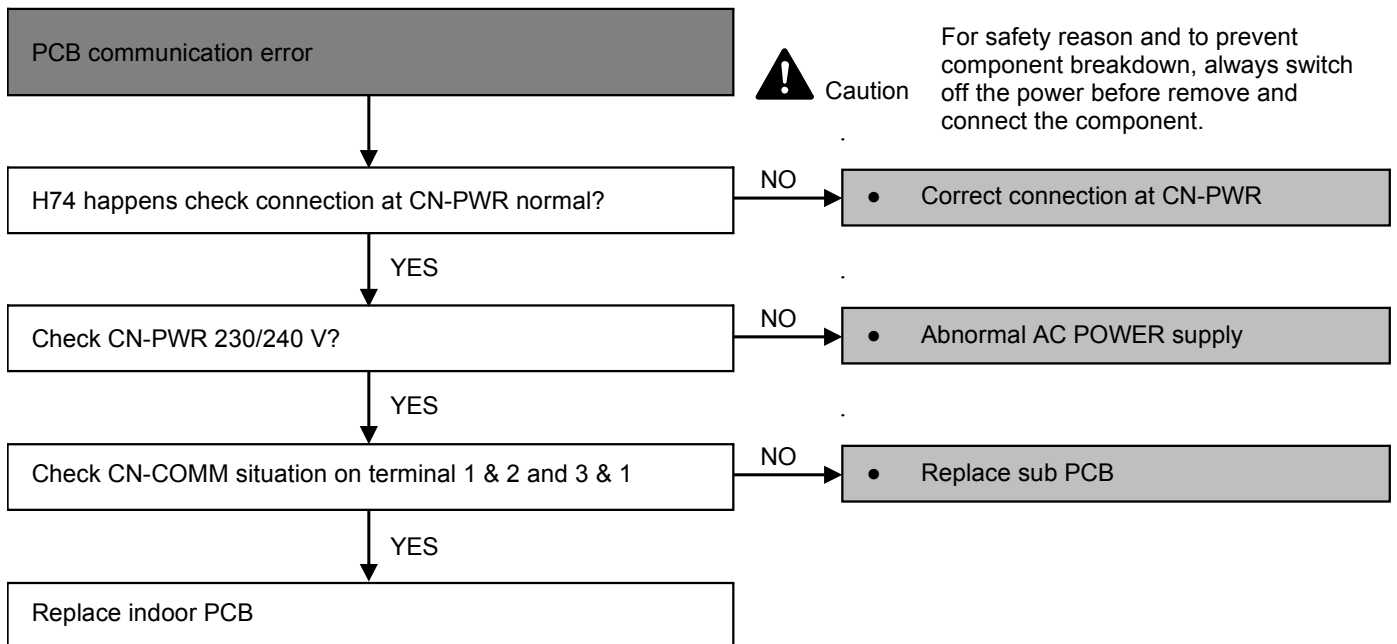 PCB communication error
Caution
For safety reason and to prevent
component breakdown, always switch
off the power before remove and
connect the component.
H74 happens check connection at CN-PWR normal?
NO
• Correct connection at CN-PWR
YES
Check CN-PWR 230/240 V?
NO
• Abnormal AC POWER supply
YES
Check CN-COMM situation on terminal 1 & 2 and 3 & 1
NO
• Replace sub PCB
YES
Replace indoor PCB